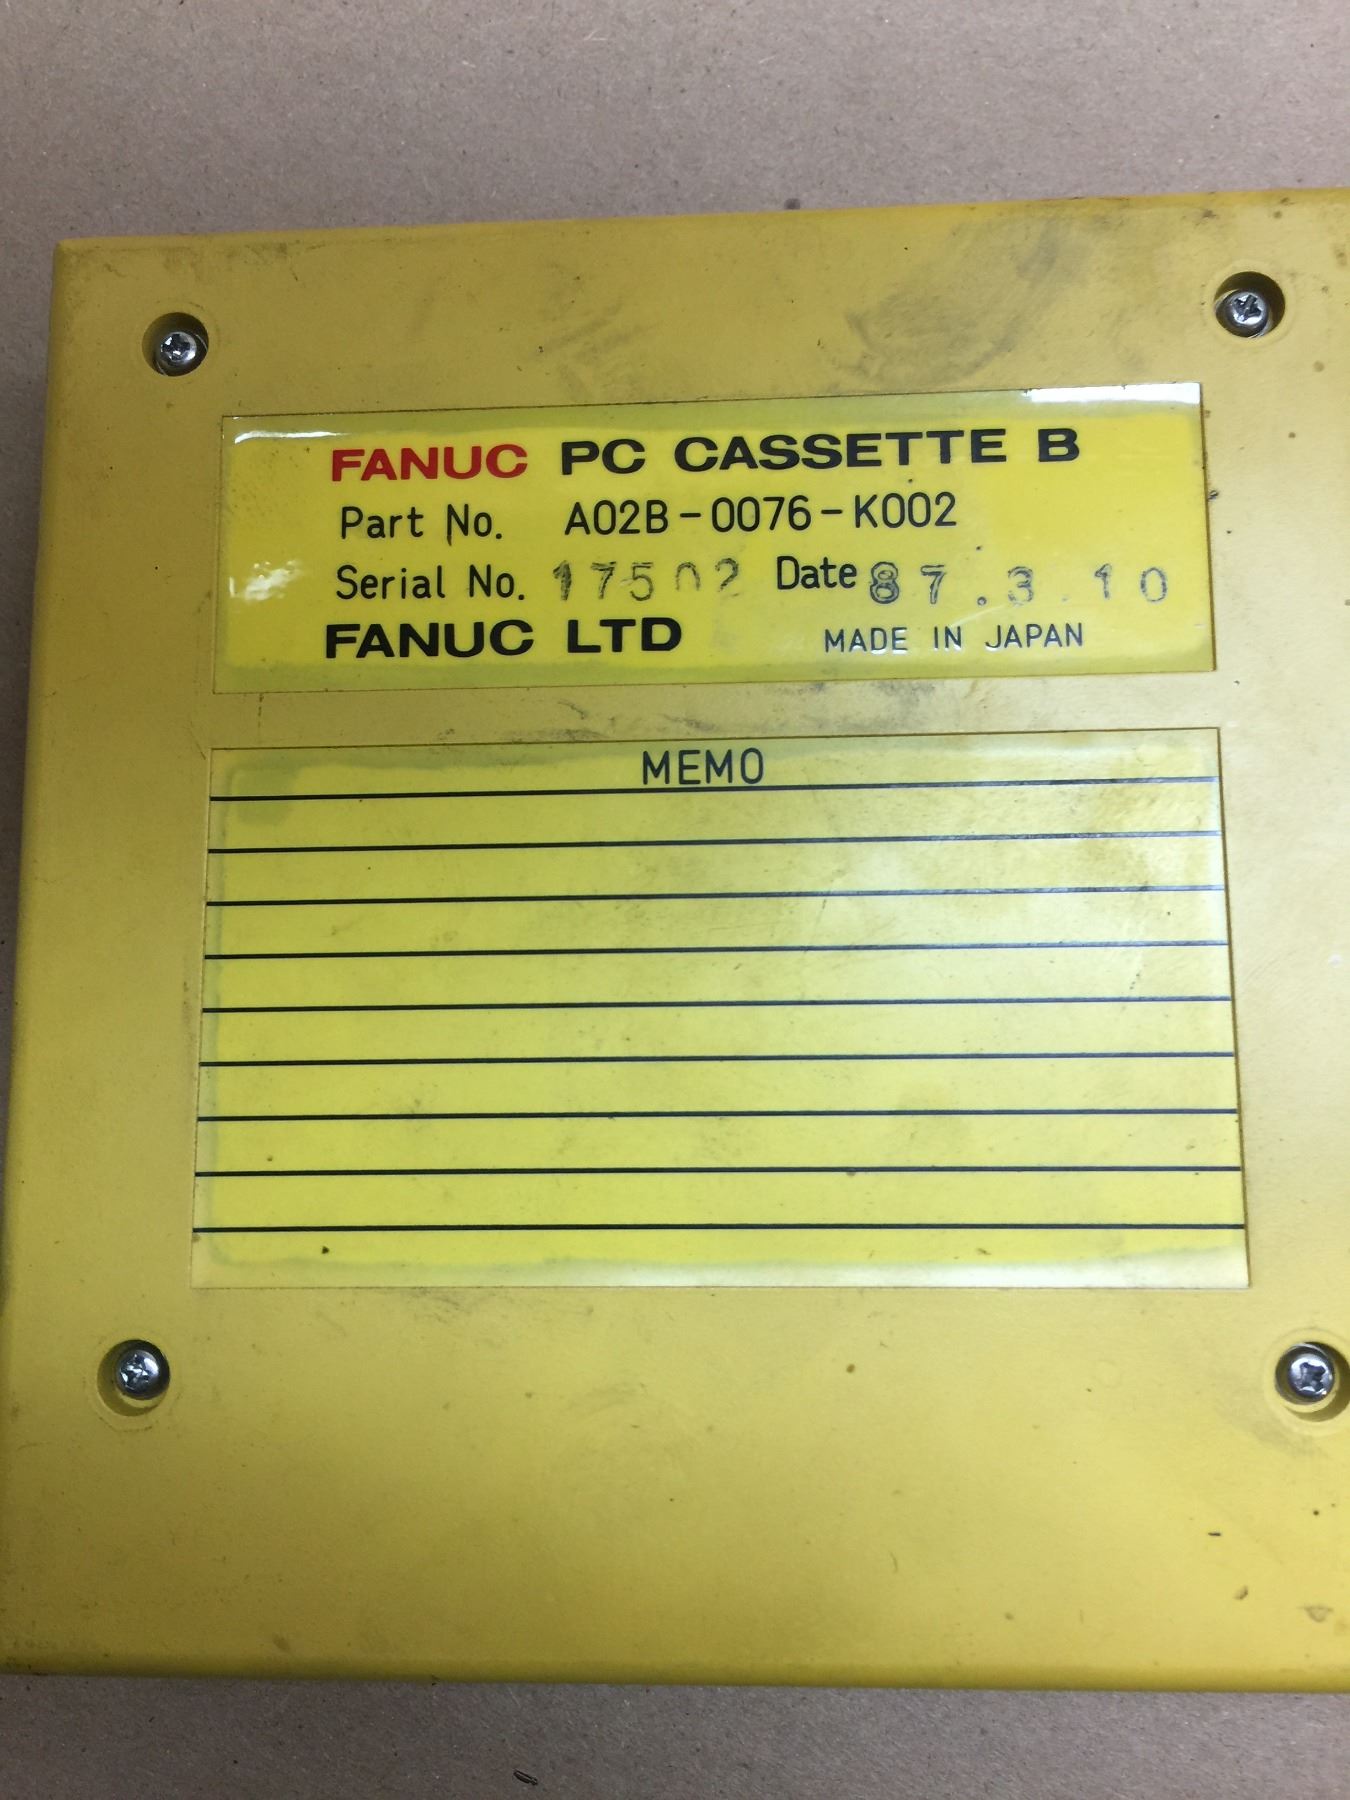 FANUC PC CASSETTE B
Part No. A02B-0076-K002
Serial No. 17502 Date 87.3.10
FANUC LTD MADE IN JAPAN
MEMO